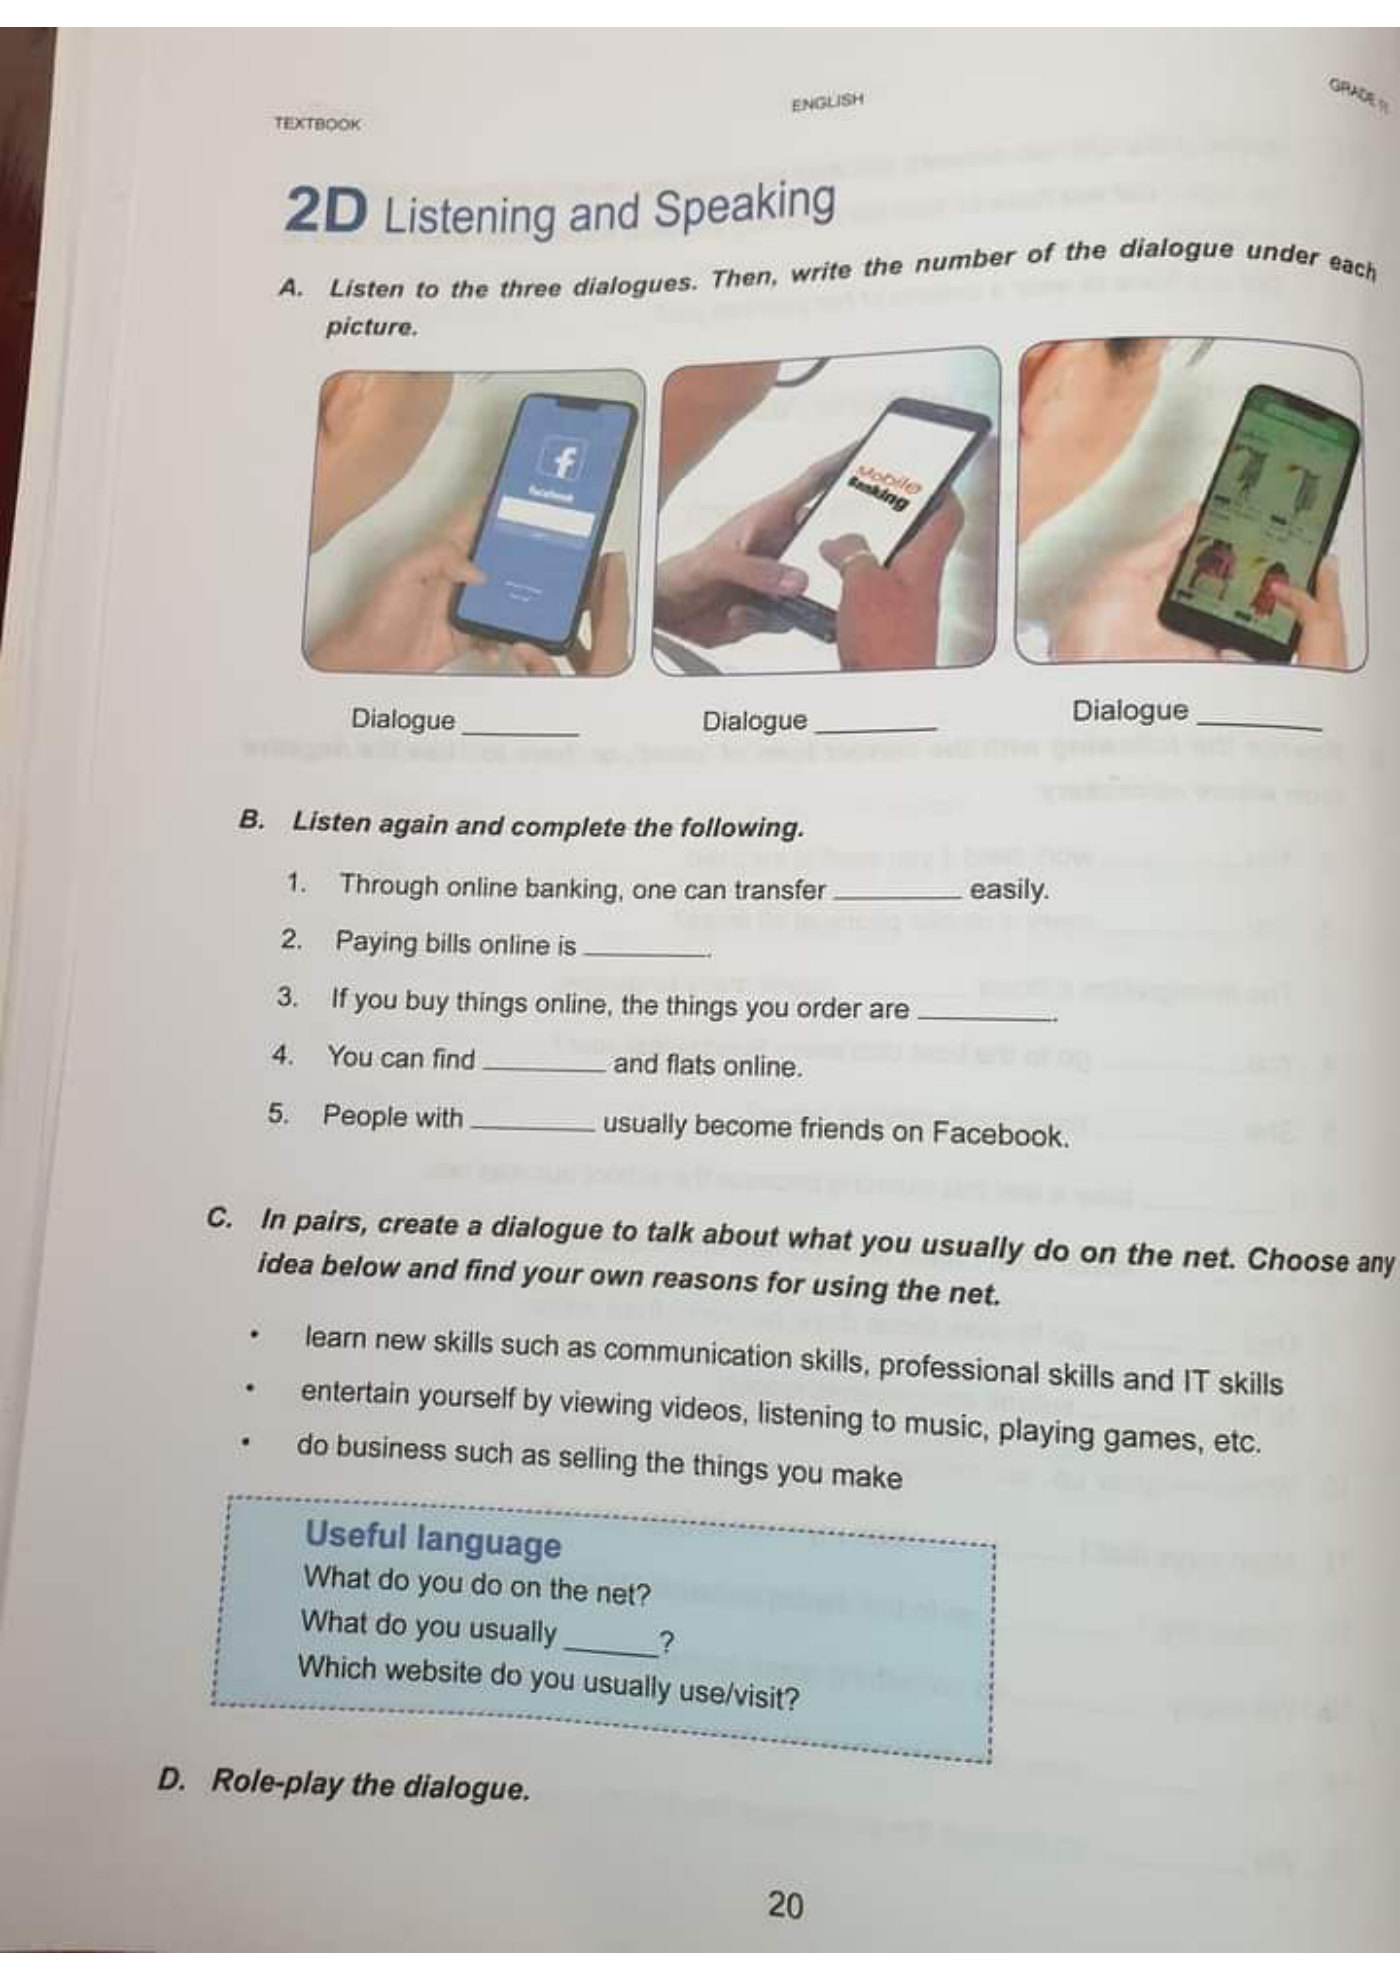 TEXTBOOK
ENGLISH
GRADE
2D Listening and Speaking
A. Listen to the three dialogues. Then, write the number of the dialogue under each
picture.
facebook
Mobile
Banking
Dialogue ________
Dialogue ________
Dialogue ________
B. Listen again and complete the following.
1. Through online banking, one can transfer ________ easily.
2. Paying bills online is ________.
3. If you buy things online, the things you order are ________.
4. You can find ________ and flats online.
5. People with ________ usually become friends on Facebook.
C. In pairs, create a dialogue to talk about what you usually do on the net. Choose any
idea below and find your own reasons for using the net.
• learn new skills such as communication skills, professional skills and IT skills
• entertain yourself by viewing videos, listening to music, playing games, etc.
• do business such as selling the things you make
Useful language
What do you do on the net?
What do you usually ______?
Which website do you usually use/visit?
D. Role-play the dialogue.
20